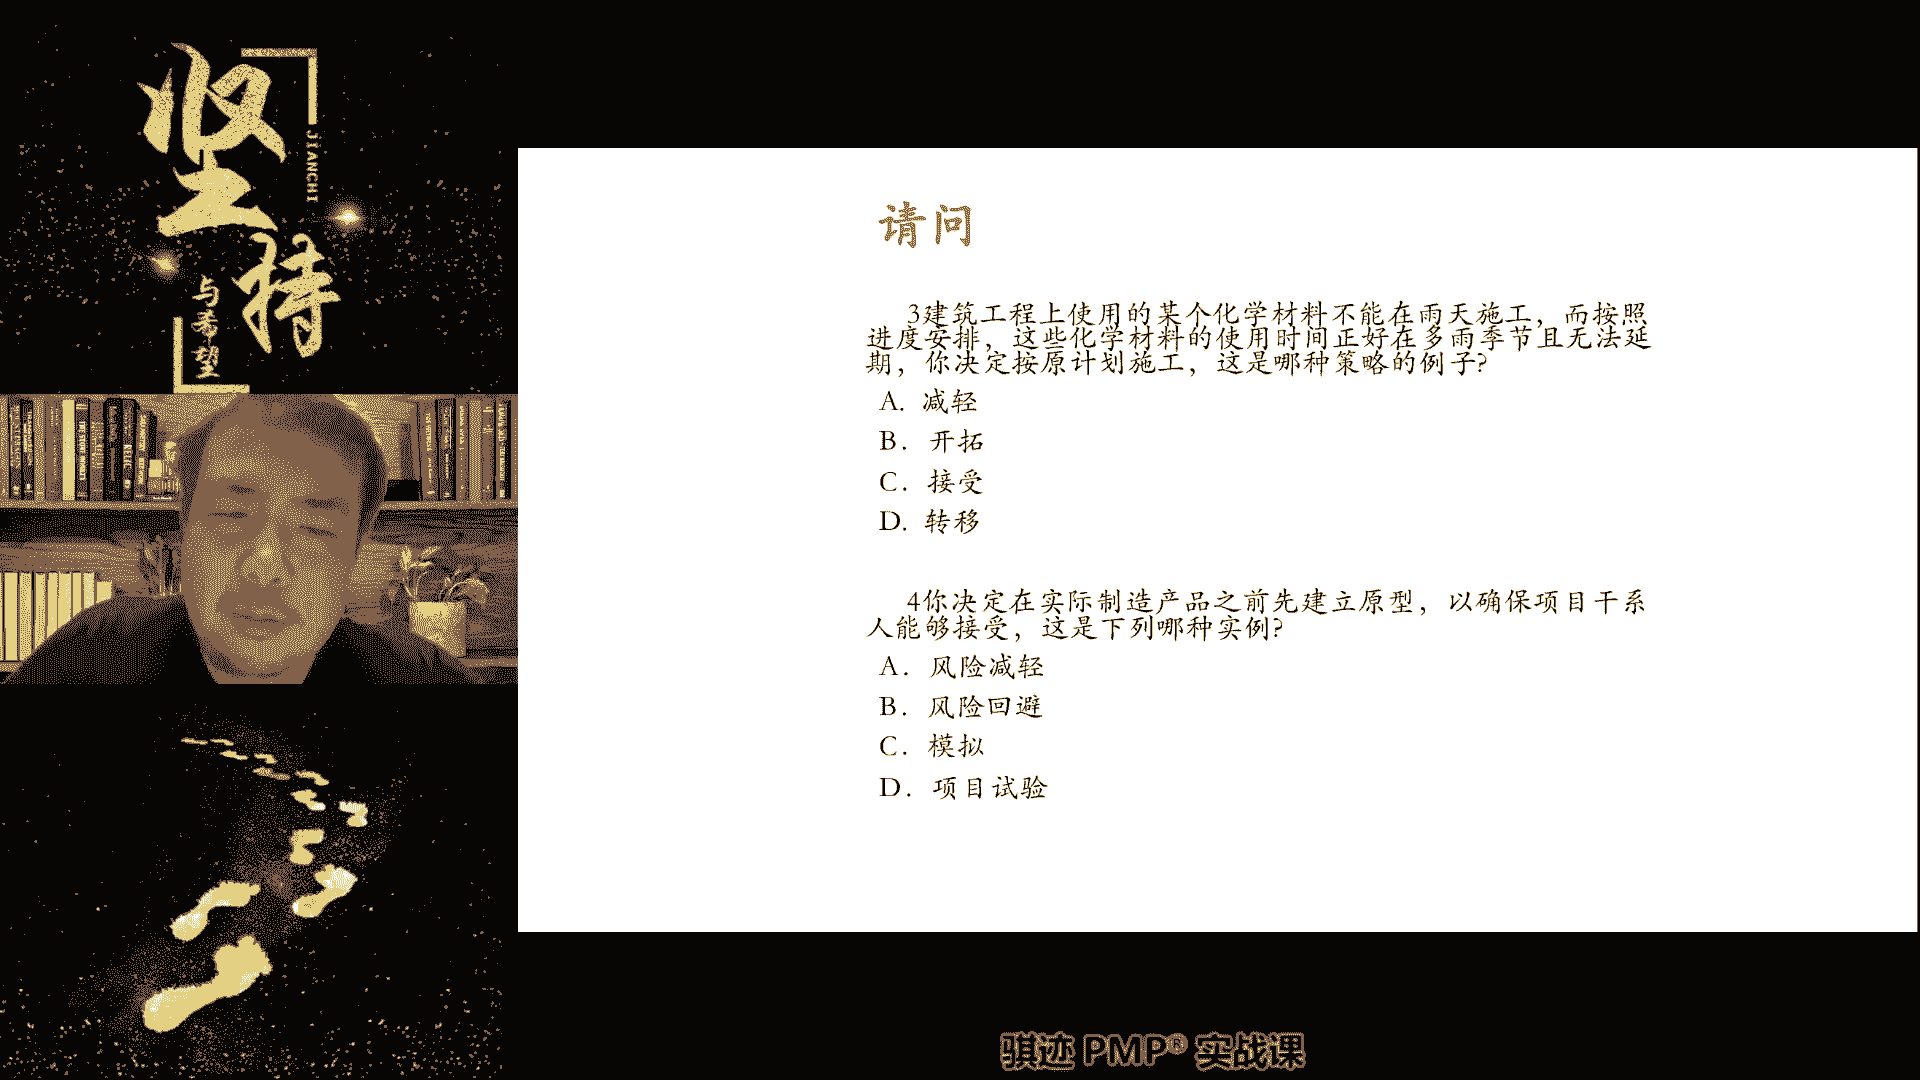 坚持
JIANCHI
与希望
请问
3建筑工程上使用的某个化学材料不能在雨天施工，而按照
进度安排，这些化学材料的使用时间正好在多雨季节且无法延
期，你决定按原计划施工，这是哪种策略的例子？
A. 减轻
B. 开拓
C. 接受
D. 转移
4你决定在实际制造产品之前先建立原型，以确保项目干系
人能够接受，这是下列哪种实例？
A. 风险减轻
B. 风险回避
C. 模拟
D. 项目试验
骐迹 PMP® 实战课